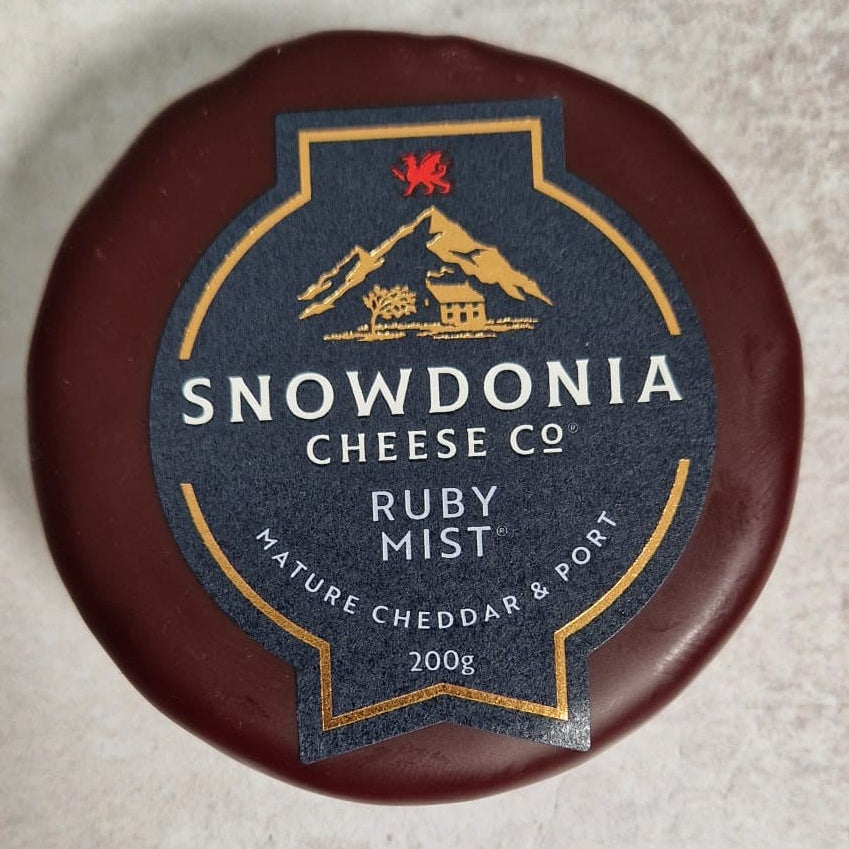 SNOWDONIA
CHEESE Cº®
RUBY
MIST®
MATURE CHEDDAR & PORT
200g